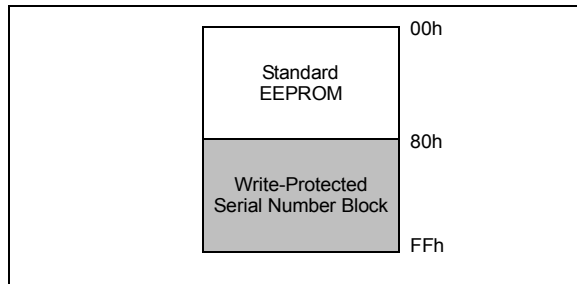 00h
Standard
EEPROM
80h
Write-Protected
Serial Number Block
FFh